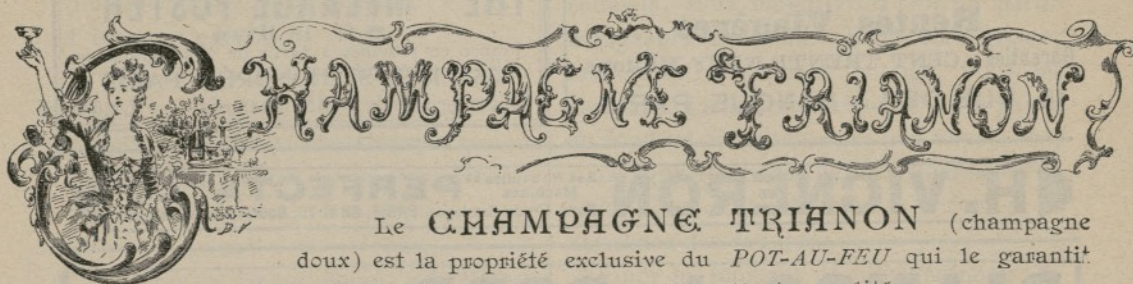 CHAMPAGNE TRIANON
D.V
Le CHAMPAGNE TRIANON (champagne
doux) est la propriété exclusive du POT-AU-FEU qui le garantit